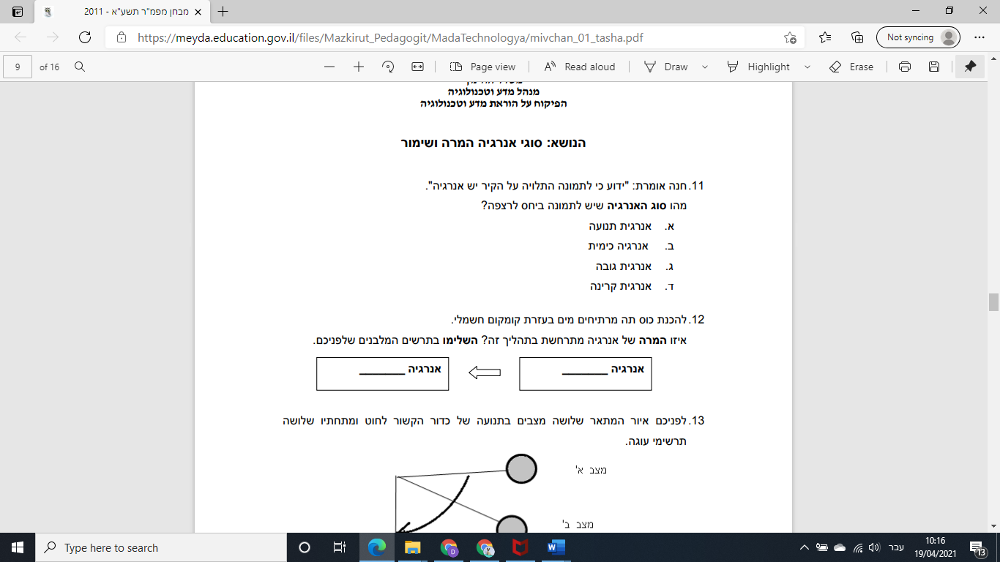 מבחן מפמ"ר תשע"א - 2011
https://meyda.education.gov.il/files/Mazkirut_Pedagogit/MadaTechnologya/mivchan_01_tasha.pdf
Not syncing
9 of 16
Page view
Read aloud
Draw
Highlight
Erase
מנהל מדע וטכנולוגיה
הפיקוח על הוראת מדע וטכנולוגיה
הנושא: סוגי אנרגיה המרה ושימור
11. חנה אומרת: "ידוע כי לתמונה התלויה על הקיר יש אנרגיה".
מהו סוג האנרגיה שיש לתמונה ביחס לרצפה?
א. אנרגית תנועה
ב. אנרגיה כימית
ג. אנרגית גובה
ד. אנרגית קרינה
12. להכנת כוס תה מרתיחים מים בעזרת קומקום חשמלי.
איזו המרה של אנרגיה מתרחשת בתהליך זה? השלימו בתרשים המלבנים שלפניכם.
אנרגיה ________
אנרגיה ________
13. לפניכם איור המתאר שלושה מצבים בתנועה של כדור הקשור לחוט ומתחתיו שלושה
תרשימי עוגה.
מצב א'
מצב ב'
Type here to search
עבר
10:16
19/04/2021
13